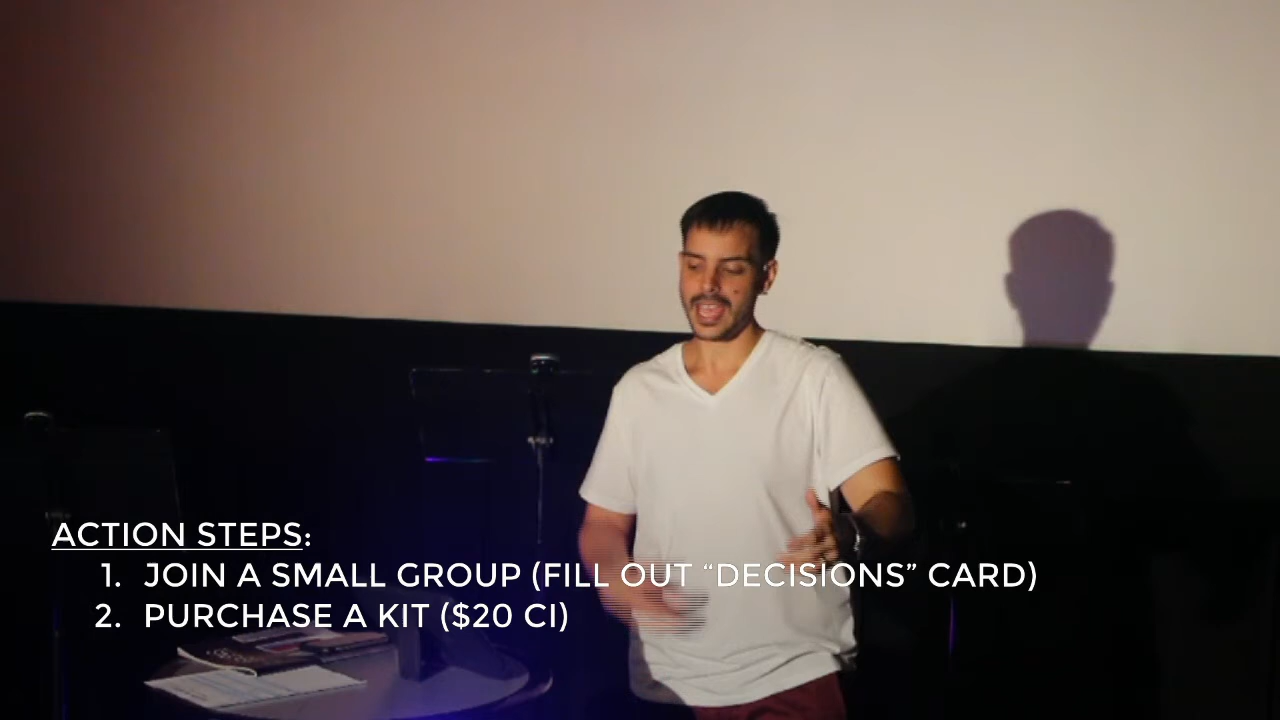 ACTION STEPS:
1. JOIN A SMALL GROUP (FILL OUT “DECISIONS” CARD)
2. PURCHASE A KIT ($20 CI)